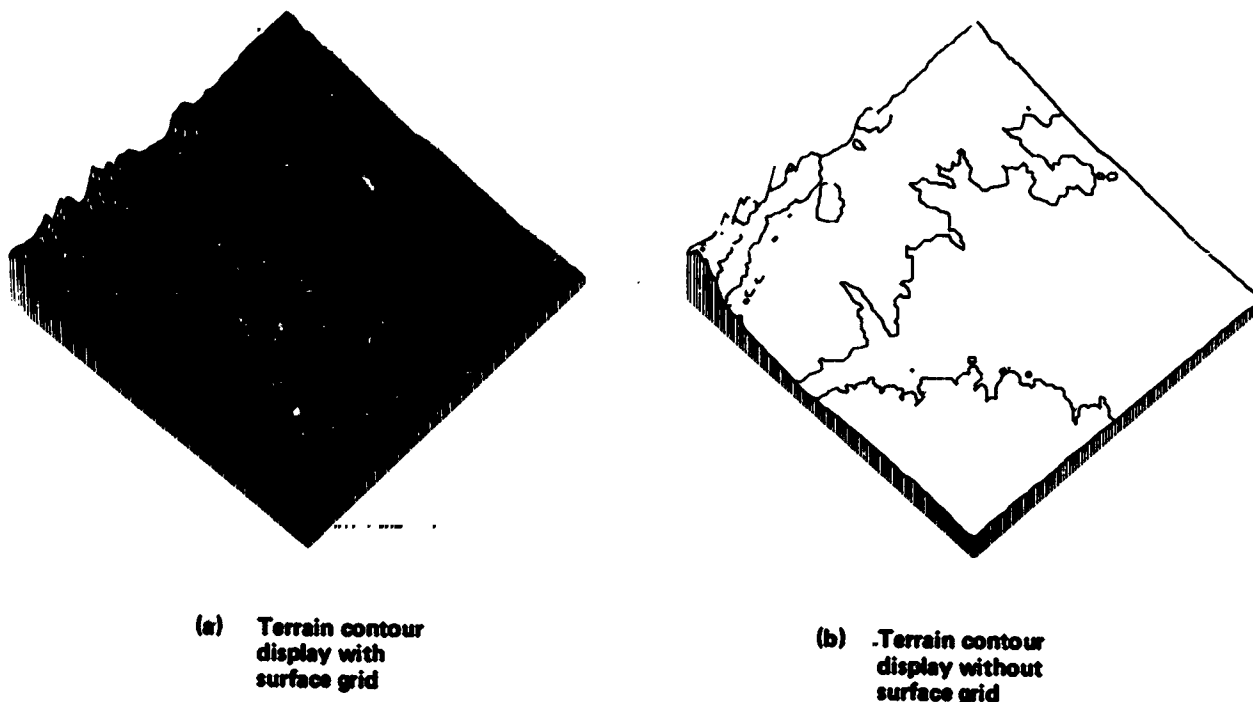 (a) Terrain contour
display with
surface grid
(b) Terrain contour
display without
surface grid